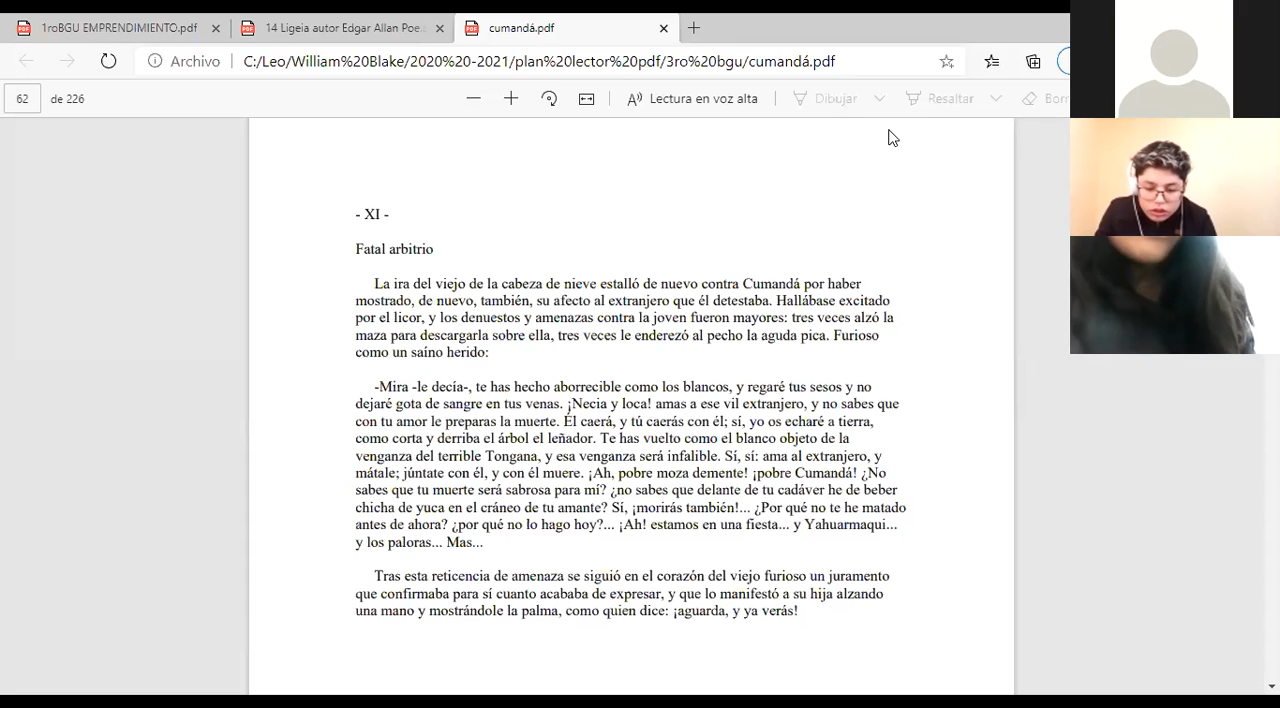 1roBGU EMPRENDIMIENTO.pdf
14 Ligeia autor Edgar Allan Poe.
cumandá.pdf
Archivo
C:/Leo/William%20Blake/2020%20-2021/plan%20lector%20pdf/3ro%20bgu/cumandá.pdf
62 de 226
Lectura en voz alta
Dibujar
Resaltar
Borr
- XI -
Fatal arbitrio
La ira del viejo de la cabeza de nieve estalló de nuevo contra Cumandá por haber
mostrado, de nuevo, también, su afecto al extranjero que él detestaba. Hallábase excitado
por el licor, y los denuestos y amenazas contra la joven fueron mayores: tres veces alzó la
maza para descargarla sobre ella, tres veces le enderezó al pecho la aguda pica. Furioso
como un saíno herido:
-Mira -le decía-, te has hecho aborrecible como los blancos, y regaré tus sesos y no
dejaré gota de sangre en tus venas. ¡Necia y loca! amas a ese vil extranjero, y no sabes que
con tu amor le preparas la muerte. Él caerá, y tú caerás con él; sí, yo os echaré a tierra,
como corta y derriba el árbol el leñador. Te has vuelto como el blanco objeto de la
venganza del terrible Tongana, y esa venganza será infalible. Sí, sí: ama al extranjero, y
mátale; júntate con él, y con él muere. ¡Ah, pobre moza demente! ¡pobre Cumandá! ¿No
sabes que tu muerte será sabrosa para mí? ¿no sabes que delante de tu cadáver he de beber
chicha de yuca en el cráneo de tu amante? Sí, ¡morirás también!... ¿Por qué no te he matado
antes de ahora? ¿por qué no lo hago hoy?... ¡Ah! estamos en una fiesta... y Yahuarmaqui...
y los paloras... Mas...
Tras esta reticencia de amenaza se siguió en el corazón del viejo furioso un juramento
que confirmaba para sí cuanto acababa de expresar, y que lo manifestó a su hija alzando
una mano y mostrándole la palma, como quien dice: ¡aguarda, y ya verás!